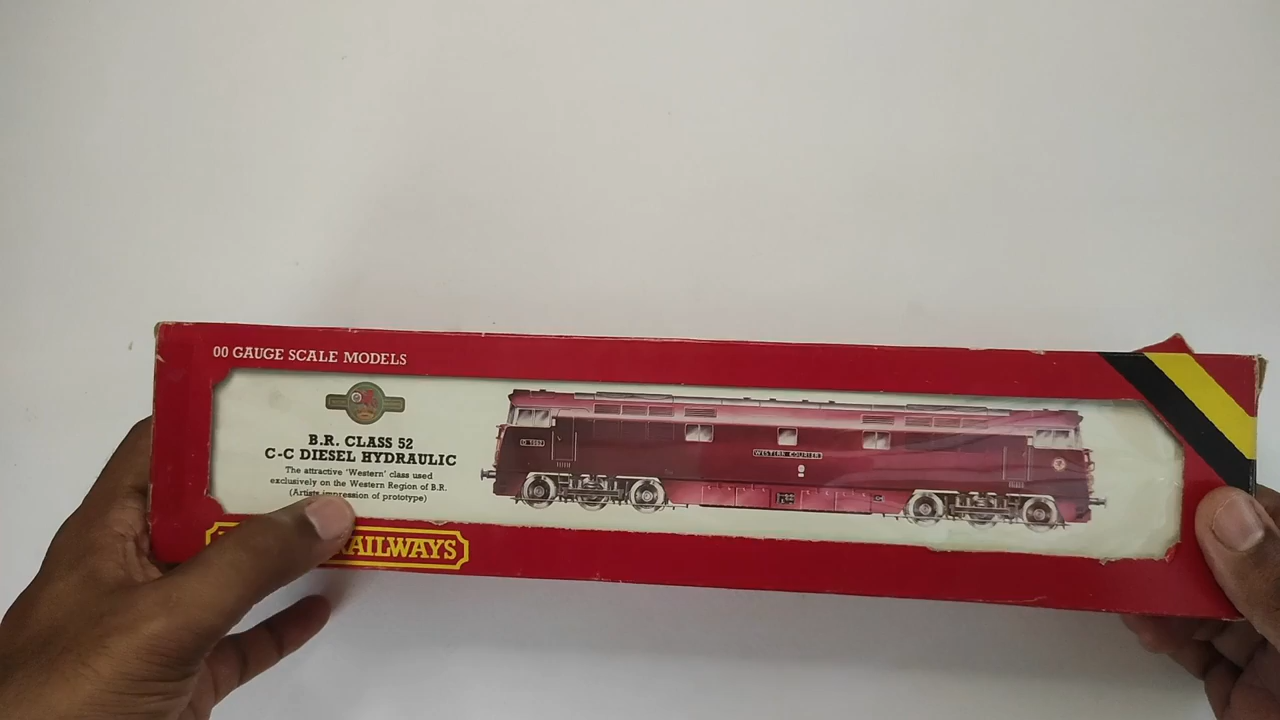 00 GAUGE SCALE MODELS
B.R. CLASS 52
C-C DIESEL HYDRAULIC
The attractive 'Western' class used
exclusively on the Western Region of B.R.
(Artists impression of prototype)
RAILWAYS
WESTERN COURIER